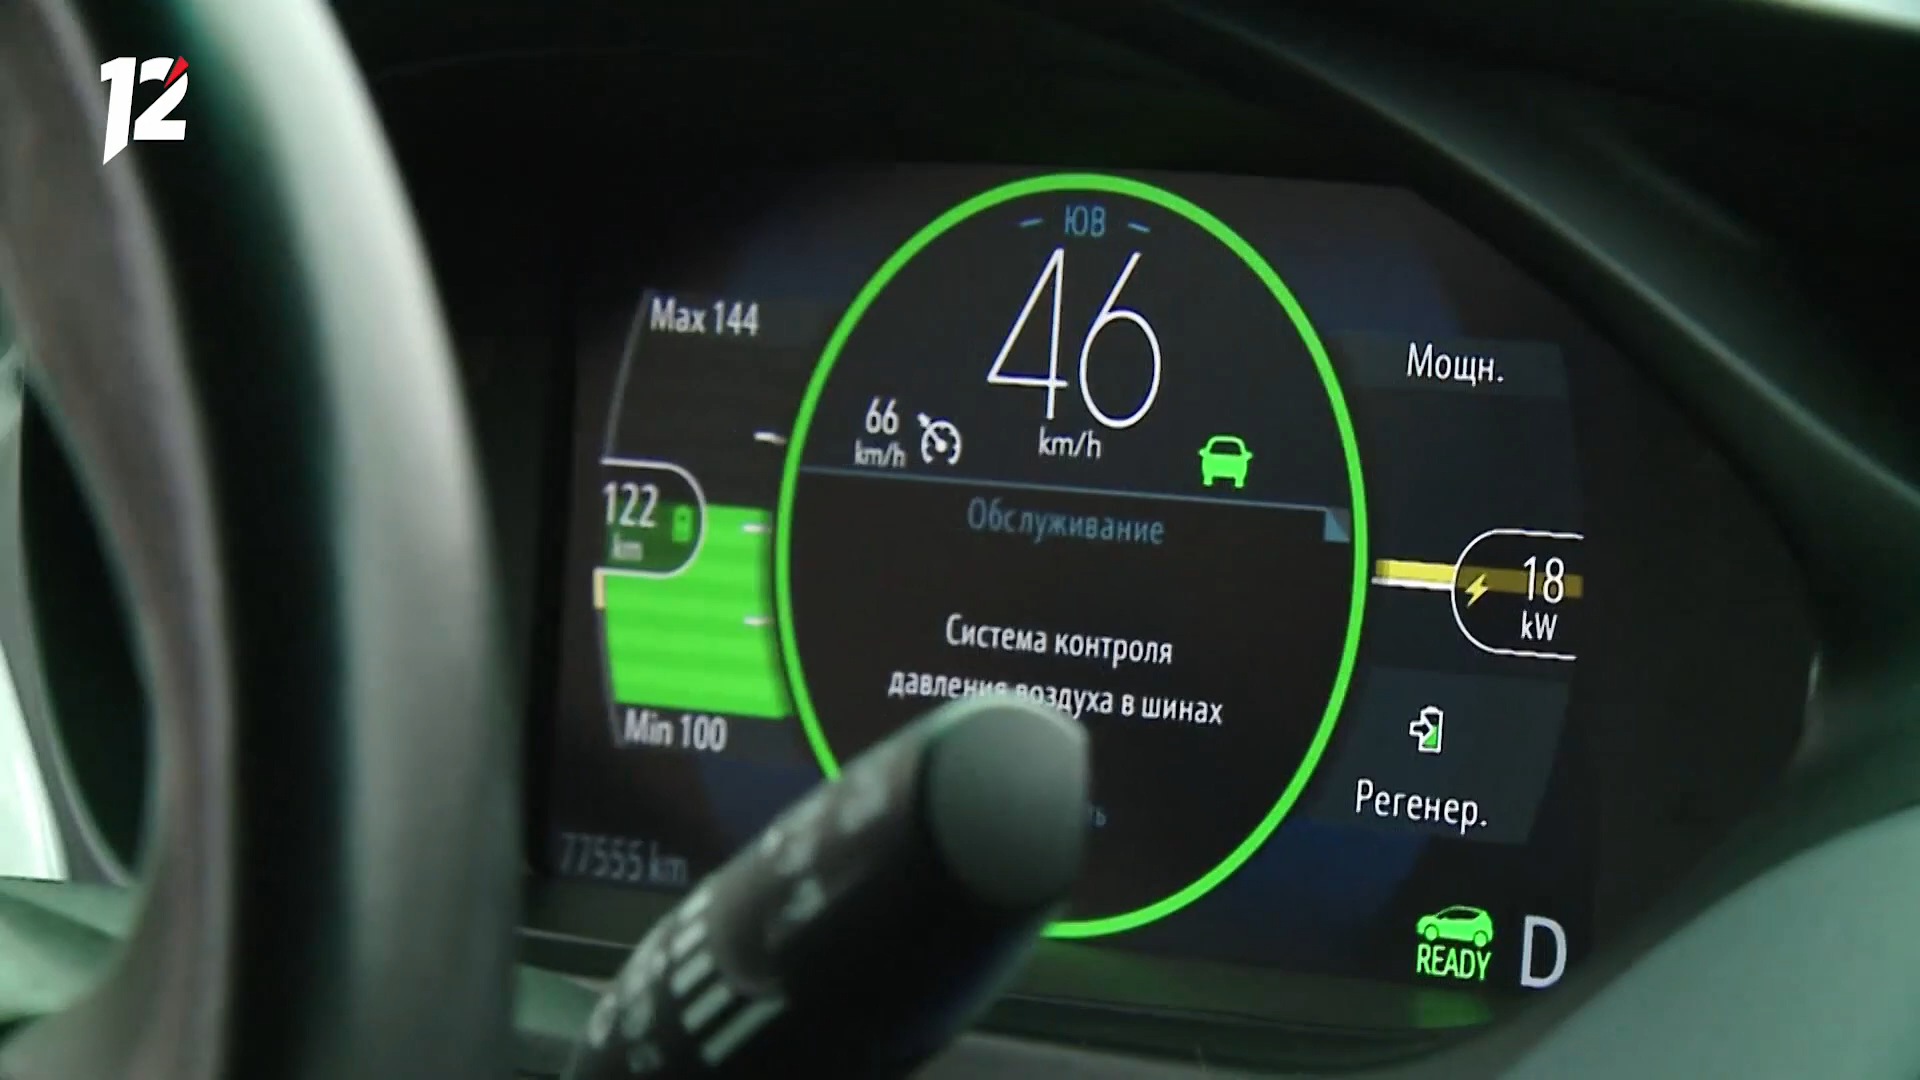 12
ЮВ
46
km/h
66
km/h
Max 144
122
km
Min 100
77555 km
Обслуживание
Система контроля
давления воздуха в шинах
Мощн.
18
kW
Регенер.
READY
D